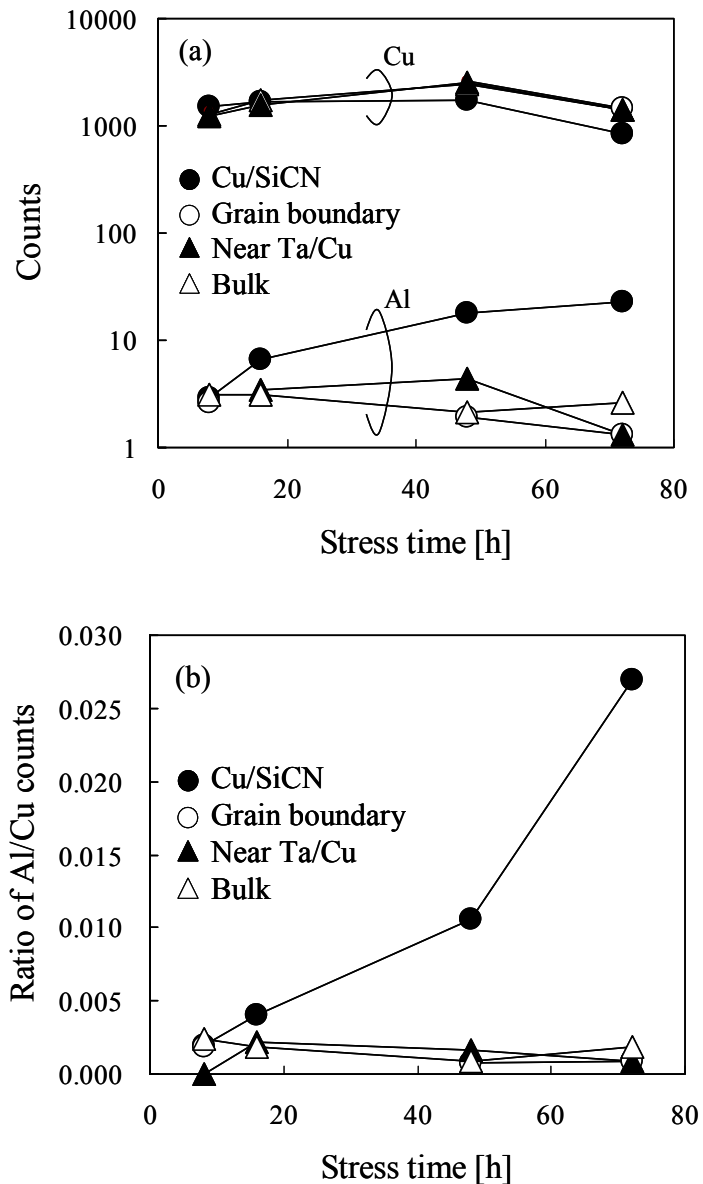 10000
(a)
Cu
1000
Cu/SiCN
Grain boundary
100
Near Ta/Cu
Bulk
Al
10
1
0 20 40 60 80
Counts
Stress time [h]
0.030
(b)
0.025
Cu/SiCN
0.020
Grain boundary
Near Ta/Cu
0.015
Bulk
0.010
0.005
0.000
0 20 40 60 80
Ratio of Al/Cu counts
Stress time [h]